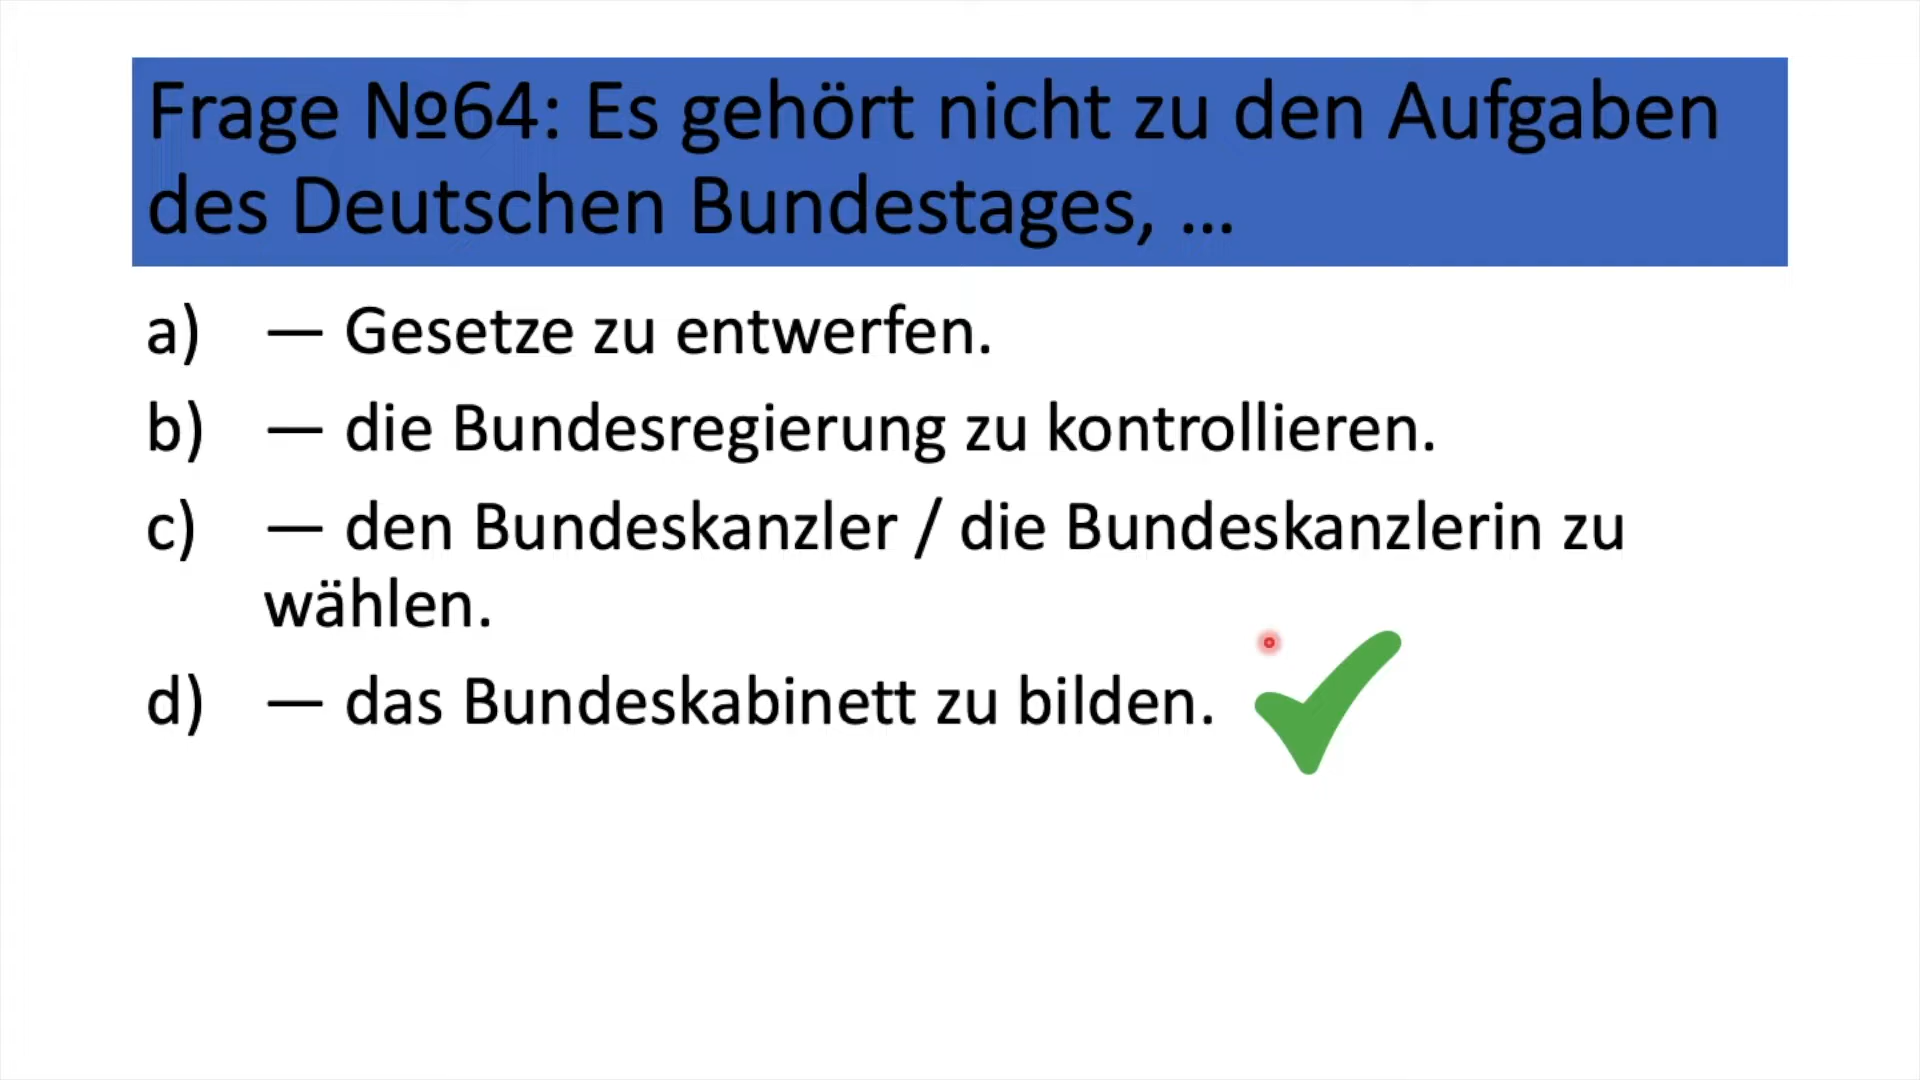 Frage №64: Es gehört nicht zu den Aufgaben
des Deutschen Bundestages, …
a) — Gesetze zu entwerfen.
b) — die Bundesregierung zu kontrollieren.
c) — den Bundeskanzler / die Bundeskanzlerin zu
wählen.
d) — das Bundeskabinett zu bilden.